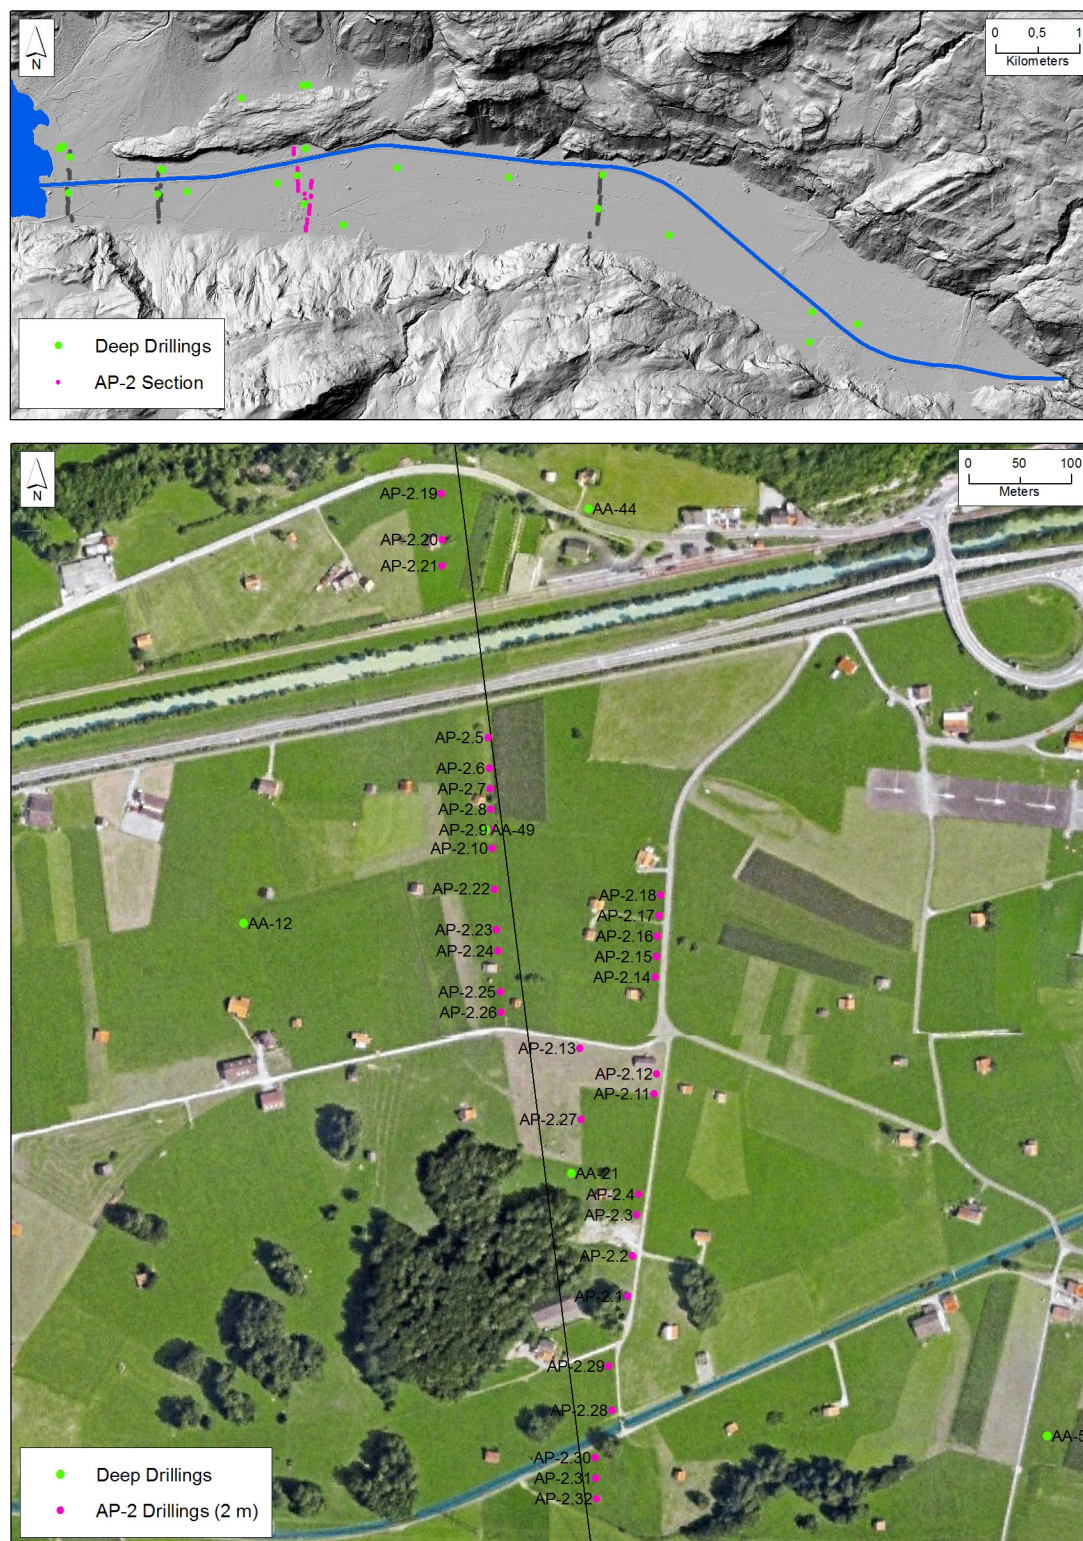 N
0 0,5 1
Kilometers
Deep Drillings
AP-2 Section
N
0 50 100
Meters
AP-2.19
AA-44
AP-2.20
AP-2.21
AP-2.5
AP-2.6
AP-2.7
AP-2.8
AP-2.9 AA-49
AP-2.10
AP-2.22
AP-2.18
AP-2.17
AA-12
AP-2.23
AP-2.16
AP-2.24
AP-2.15
AP-2.14
AP-2.25
AP-2.26
AP-2.13
AP-2.12
AP-2.11
AP-2.27
AA-21
AP-2.4
AP-2.3
AP-2.2
AP-2.1
AP-2.29
AP-2.28
AA-5
AP-2.30
AP-2.31
AP-2.32
Deep Drillings
AP-2 Drillings (2 m)